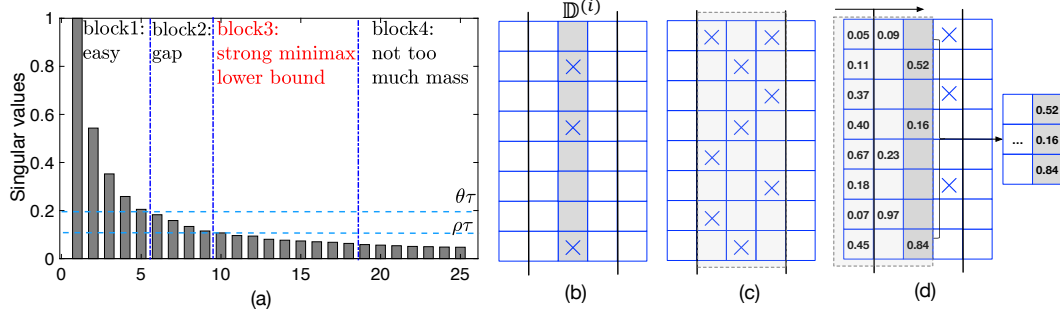 Singular values
1
0.8
0.6
0.4
0.2
0
0 5 10 15 20 25
block1:
easy
block2:
gap
block3:
strong minimax
lower bound
block4:
not too
much mass
θτ
ρτ
(a)
𝔻(i)
(b)
(c)
0.05 0.09
0.11 0.52
0.37
0.40 0.16
0.67 0.23
0.18
0.07 0.97
0.45 0.84
0.52
... 0.16
0.84
(d)